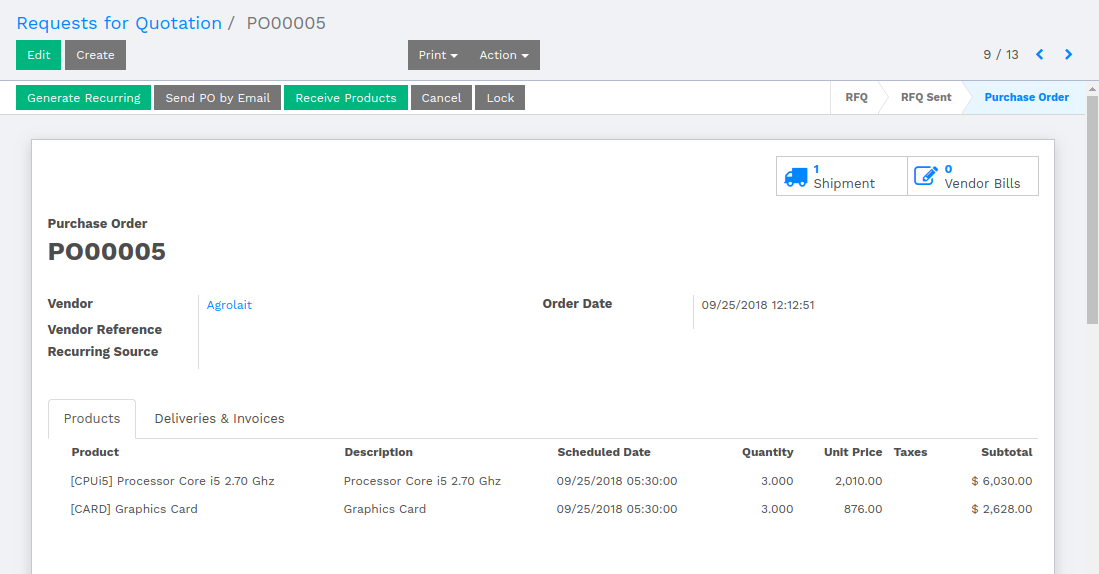 Requests for Quotation / PO00005
Edit Create Print Action 9 / 13
Generate Recurring Send PO by Email Receive Products Cancel Lock RFQ RFQ Sent Purchase Order
1 Shipment 0 Vendor Bills
Purchase Order
PO00005
Vendor Agrolait Order Date 09/25/2018 12:12:51
Vendor Reference
Recurring Source
Products Deliveries & Invoices
Product Description Scheduled Date Quantity Unit Price Taxes Subtotal
[CPUi5] Processor Core i5 2.70 Ghz Processor Core i5 2.70 Ghz 09/25/2018 05:30:00 3.000 2,010.00 $ 6,030.00
[CARD] Graphics Card Graphics Card 09/25/2018 05:30:00 3.000 876.00 $ 2,628.00